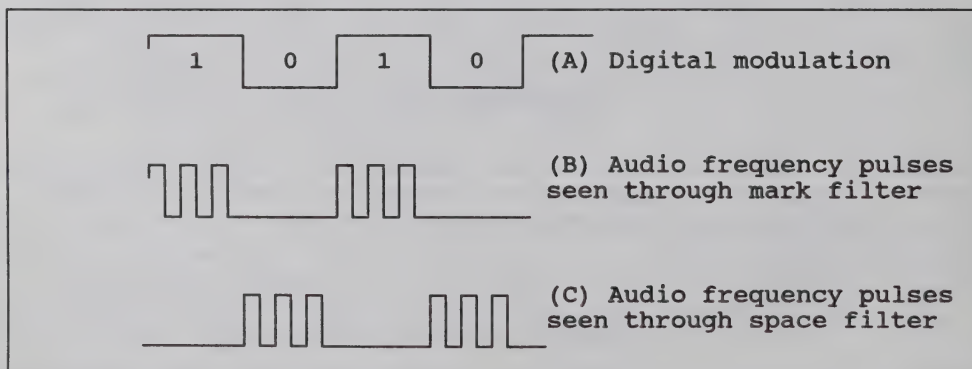 1 0 1 0 (A) Digital modulation
(B) Audio frequency pulses
seen through mark filter
(C) Audio frequency pulses
seen through space filter